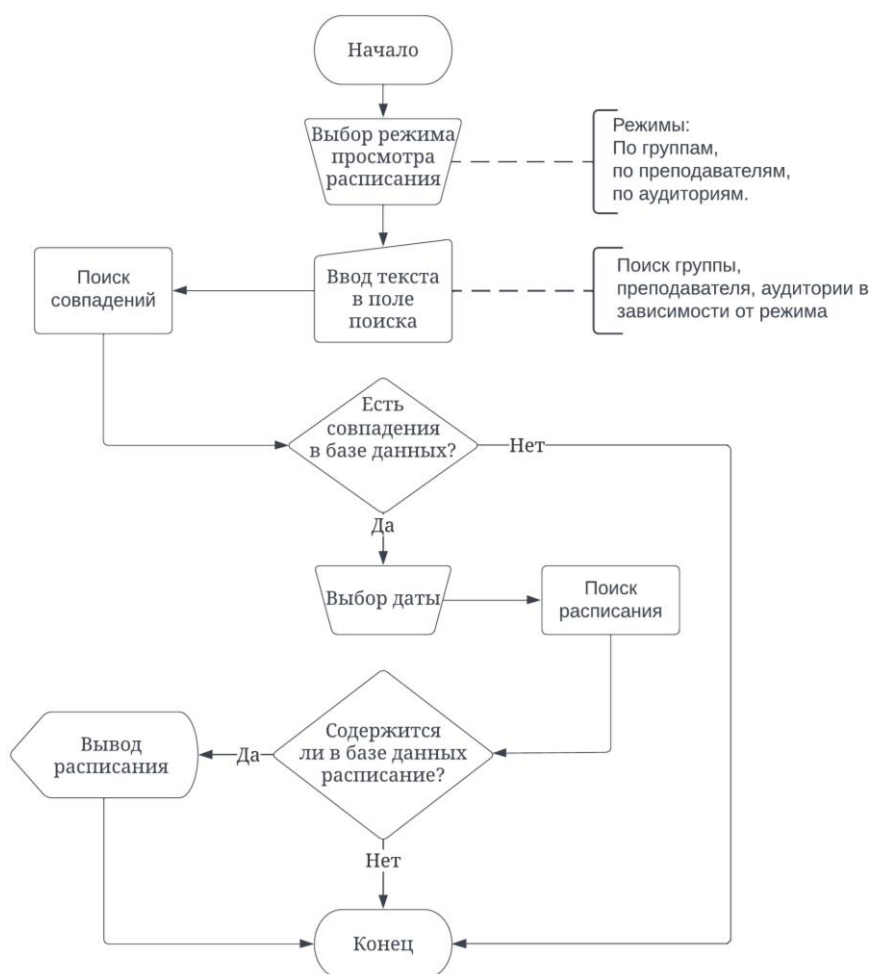 Начало
Выбор режима
просмотра
расписания
Режимы:
По группам,
по преподавателям,
по аудиториям.
Поиск
совпадений
Ввод текста
в поле
поиска
Поиск группы,
преподавателя, аудитории в
зависимости от режима
Есть
совпадения
в базе данных?
Нет
Да
Выбор даты
Поиск
расписания
Вывод
расписания
Да
Содержится
ли в базе данных
расписание?
Нет
Конец